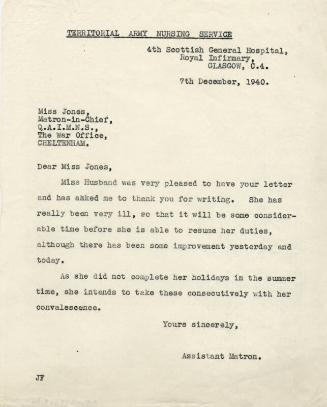 TERRITORIAL ARMY NURSING SERVICE
4th Scottish General Hospital,
Royal Infirmary,
GLASGOW, C.4.
7th December, 1940.
Miss Jones,
Matron-in-Chief,
Q.A.I.M.N.S.,
The War Office,
CHELTENHAM.
Dear Miss Jones,
Miss Husband was very pleased to have your letter
and has asked me to thank you for writing. She has
really been very ill, so that it will be some consider-
able time before she is able to resume her duties,
although there has been some improvement yesterday and
today.
As she did not complete her holidays in the summer
time, she intends to take these consecutively with her
convalescence.
Yours sincerely,
Assistant Matron.
JF